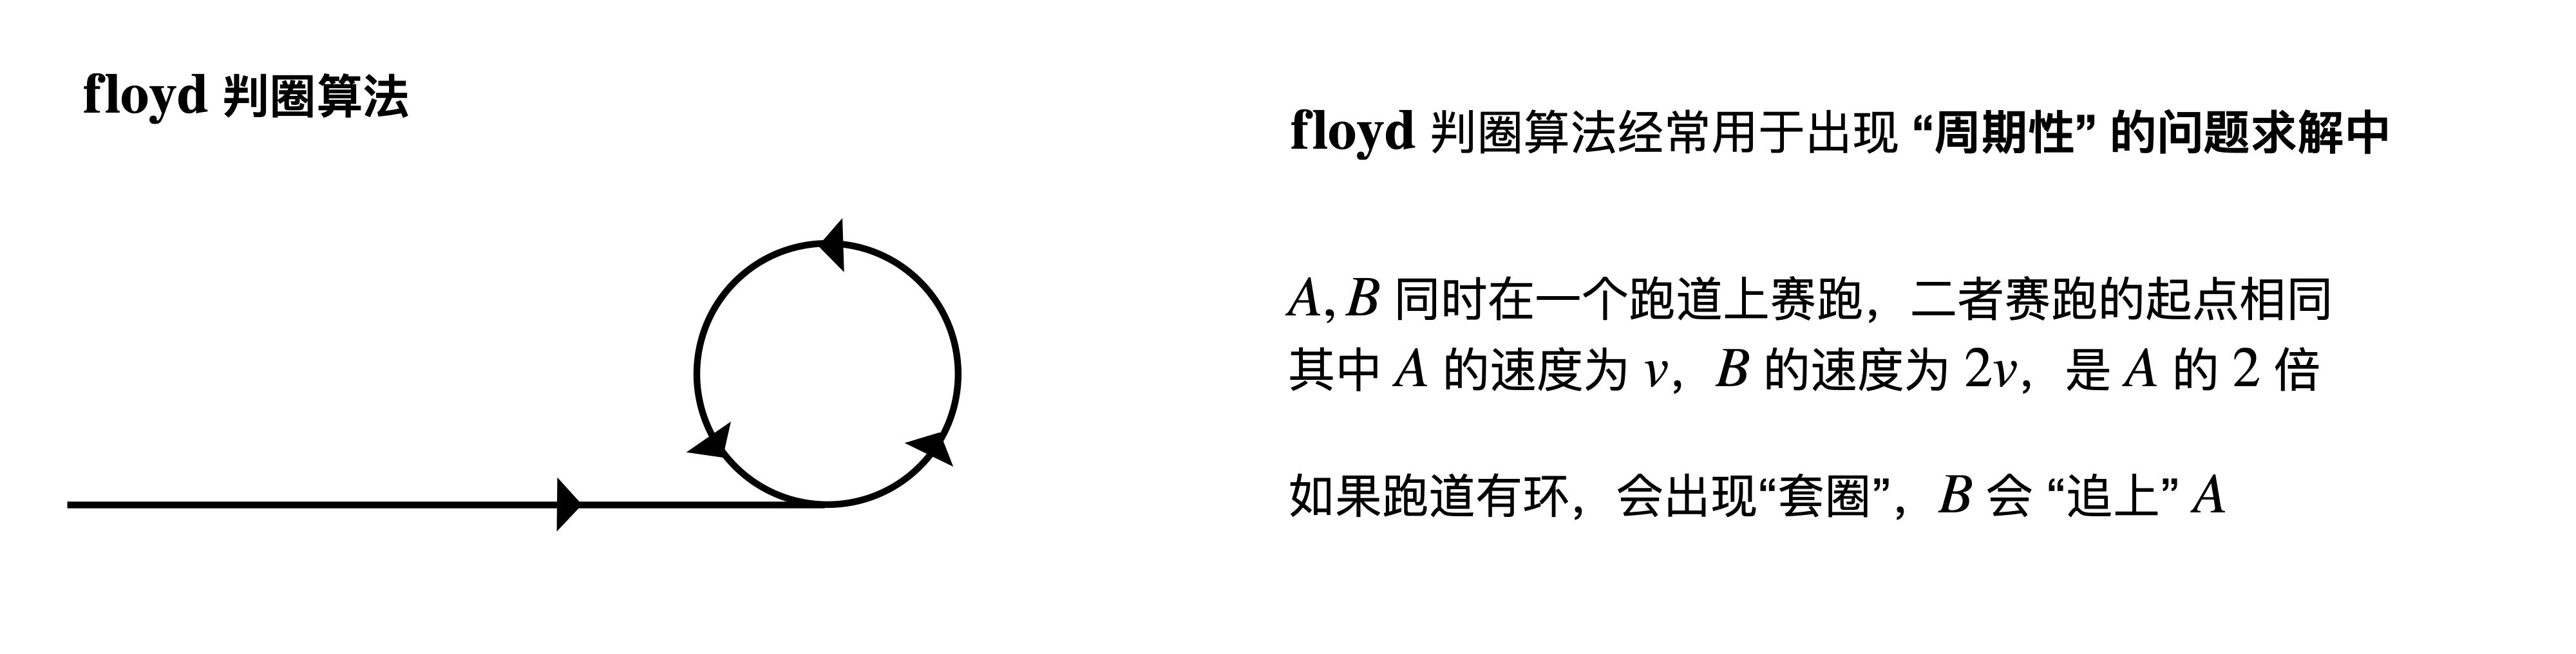 floyd 判圈算法
floyd 判圈算法经常用于出现 “周期性” 的问题求解中
A, B 同时在一个跑道上赛跑，二者赛跑的起点相同
其中 A 的速度为 v，B 的速度为 2v，是 A 的 2 倍
如果跑道有环，会出现“套圈”，B 会 “追上” A